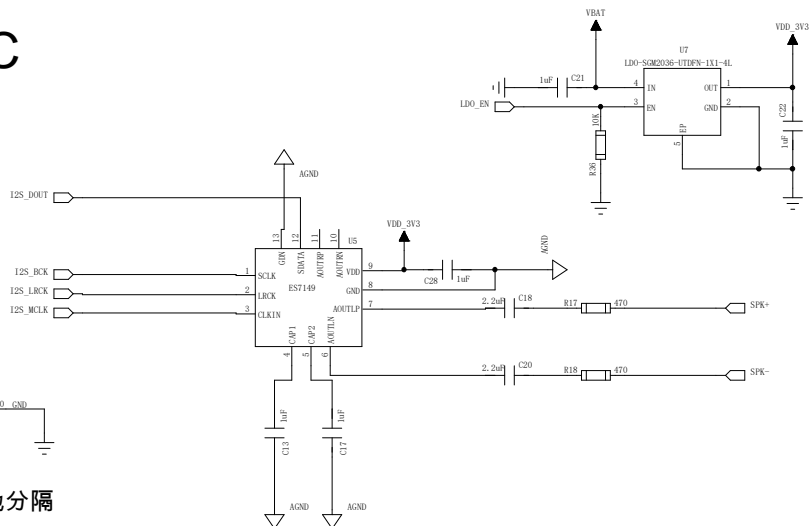 C
VBAT
VDD_3V3
U7
LDO-SGM2036-UTDFN-1X1-4L
1uF
C21
4
IN
OUT
1
LDO_EN
3
EN
GND
2
EP
5
10K
R36
C22
1uF
AGND
I2S_DOUT
VDD_3V3
AGND
13
12
11
10
U5
GDN
SDATA
AOUTRP
AOUTRN
I2S_BCK
1
SCLK
VDD
9
C28
1uF
ES7149
GND
8
I2S_LRCK
2
LRCK
2.2uF
C18
R17
470
SPK+
I2S_MCLK
3
CLKIN
AOUTLP
7
CAP1
CAP2
AOUTLN
4
5
6
2.2uF
C20
R18
470
SPK-
0
GND
1uF
C13
1uF
C17
分隔
AGND
AGND